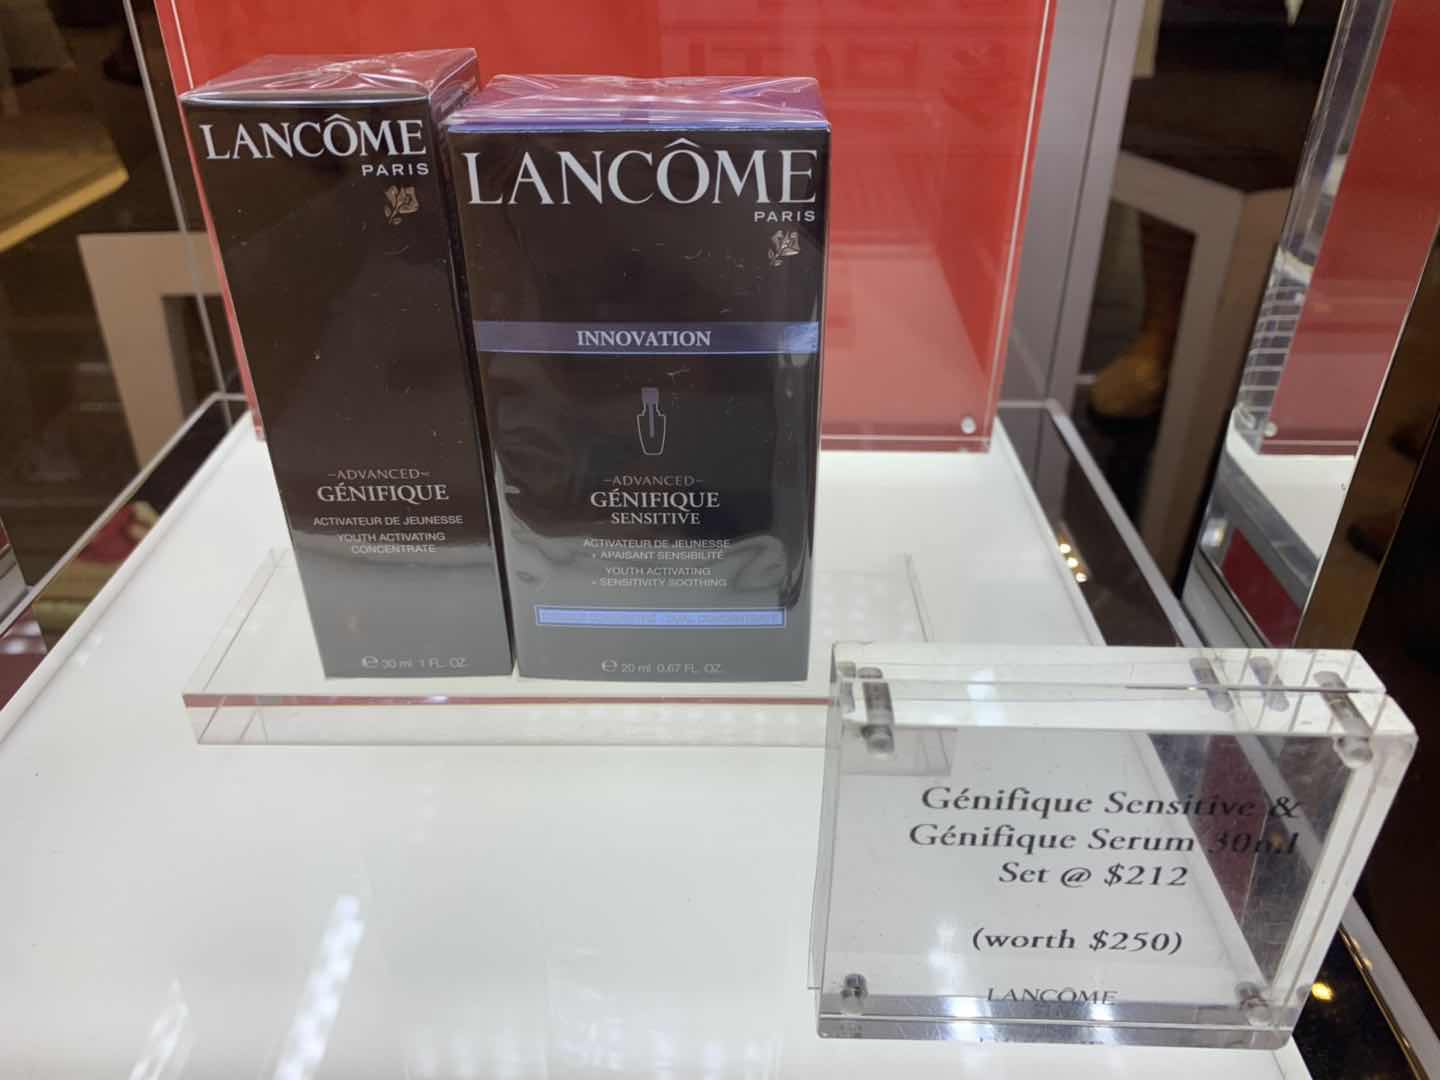 LANCÔME
PARIS
ADVANCED
GÉNIFIQUE
ACTIVATEUR DE JEUNESSE
YOUTH ACTIVATING
CONCENTRATE
e 30 ml 1 FL. OZ.
LANCÔME
PARIS
INNOVATION
-ADVANCED-
GÉNIFIQUE
SENSITIVE
ACTIVATEUR DE JEUNESSE
+ APAISANT SENSIBILITÉ
YOUTH ACTIVATING
+ SENSITIVITY SOOTHING
e 20 ml 0.67 FL. OZ.
Génifique Sensitive &
Génifique Serum 30ml
Set @ $212
(worth $250)
LANCÔME